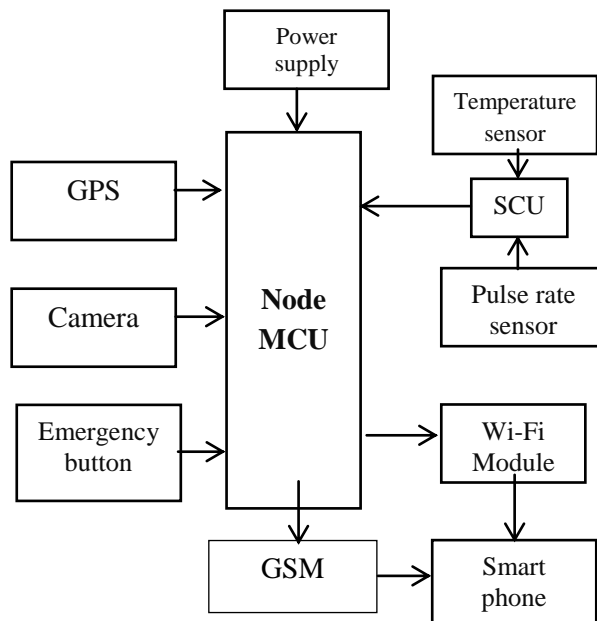 Power
supply
Temperature
sensor
GPS
SCU
Camera
Node
MCU
Pulse rate
sensor
Emergency
button
Wi-Fi
Module
GSM
Smart
phone